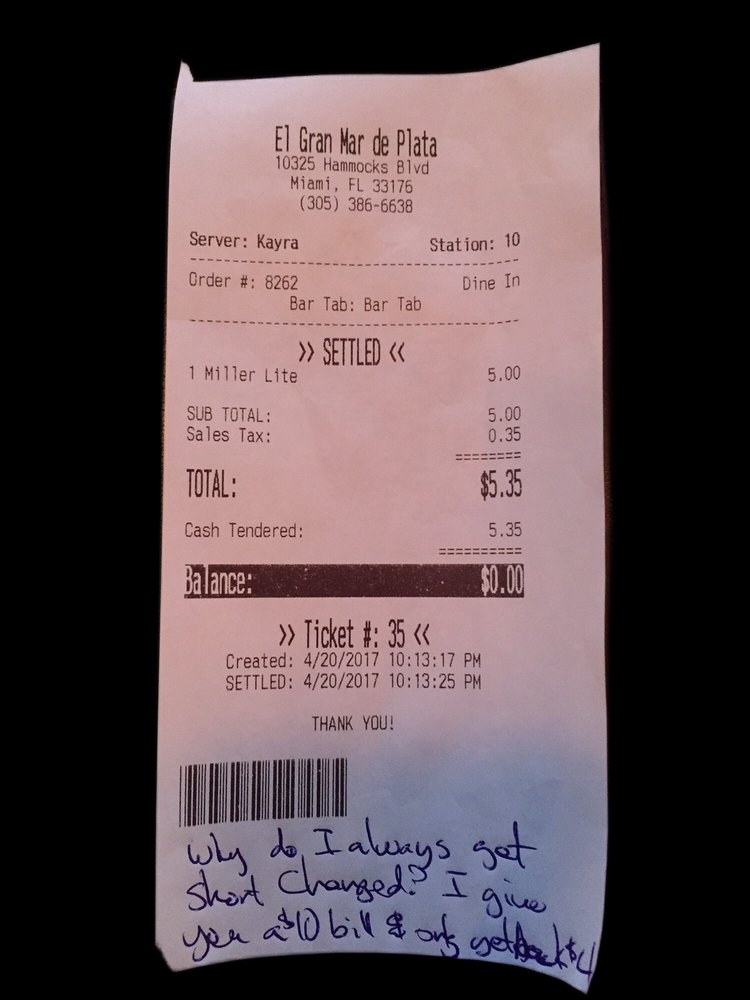 El Gran Mar de Plata
10325 Hammocks Blvd
Miami, FL 33176
(305) 386-6638
Server: Kayra Station: 10
Order #: 8262 Dine In
Bar Tab: Bar Tab
>> SETTLED <<
1 Miller Lite 5.00
SUB TOTAL: 5.00
Sales Tax: 0.35
TOTAL: $5.35
Cash Tendered: 5.35
Balance: $0.00
>> Ticket #: 35 <<
Created: 4/20/2017 10:13:17 PM
SETTLED: 4/20/2017 10:13:25 PM
THANK YOU!
Why do I always get
short changed? I give
you a $10 bill & only get back $4